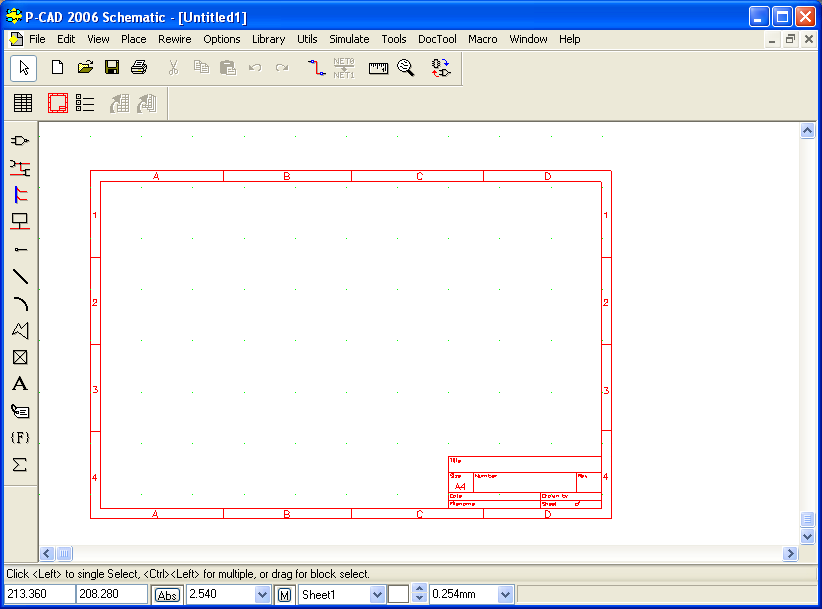 P-CAD 2006 Schematic - [Untitled1]
File Edit View Place Rewire Options Library Utils Simulate Tools DocTool Macro Window Help
NET0
NET1
A B C D
1 1
2 2
3 3
Title
4 Size Number Rev 4
A4
Date Drawn by
Filename Sheet of
A B C D
A
{F}
Σ
Click <Left> to single Select, <Ctrl><Left> for multiple, or drag for block select.
213.360 208.280 Abs 2.540 M Sheet1 0.254mm